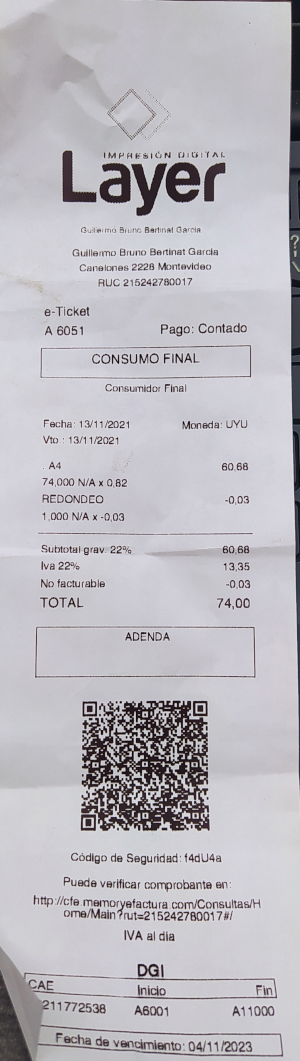 IMPRESIÓN DIGITAL
Layer
Guillermo Bruno Bertinat Garcia
Guillermo Bruno Bertinat Garcia
Canelones 2228 Montevideo
RUC 215242780017
e-Ticket
A 6051 Pago: Contado
CONSUMO FINAL
Consumidor Final
Fecha: 13/11/2021 Moneda: UYU
Vto.: 13/11/2021
. A4 60,68
74,000 N/A x 0,82
REDONDEO -0,03
1,000 N/A x -0,03
Subtotal grav. 22% 60,68
Iva 22% 13,35
No facturable -0,03
TOTAL 74,00
ADENDA
Código de Seguridad: f4dU4a
Puede verificar comprobante en:
http://cfe.memoryefactura.com/Consultas/H
ome/Main?rut=215242780017#/
IVA al dia
DGI
CAE Inicio Fin
211772538 A6001 A11000
Fecha de vencimiento: 04/11/2023